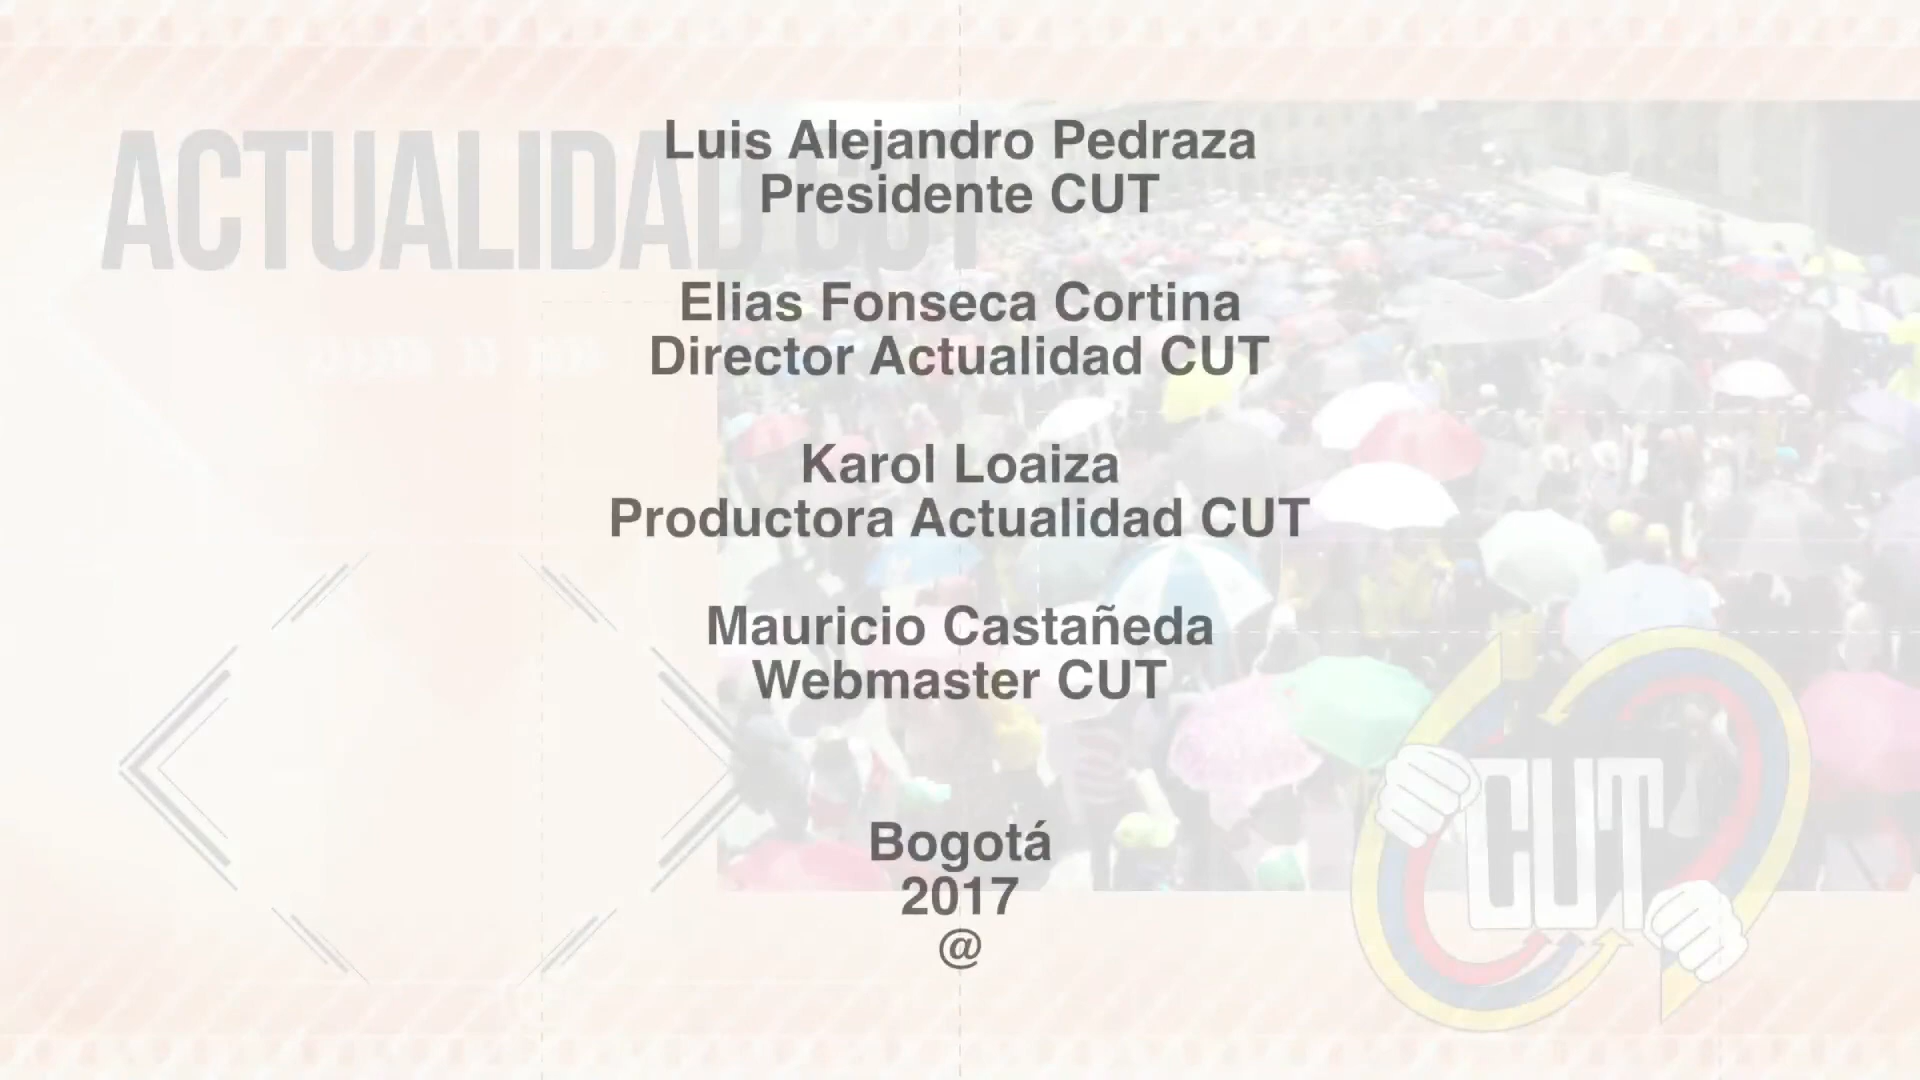 ACTUALIDAD CUT
Luis Alejandro Pedraza
Presidente CUT
Elias Fonseca Cortina
Director Actualidad CUT
Karol Loaiza
Productora Actualidad CUT
Mauricio Castañeda
Webmaster CUT
CUT
Bogotá
2017
@